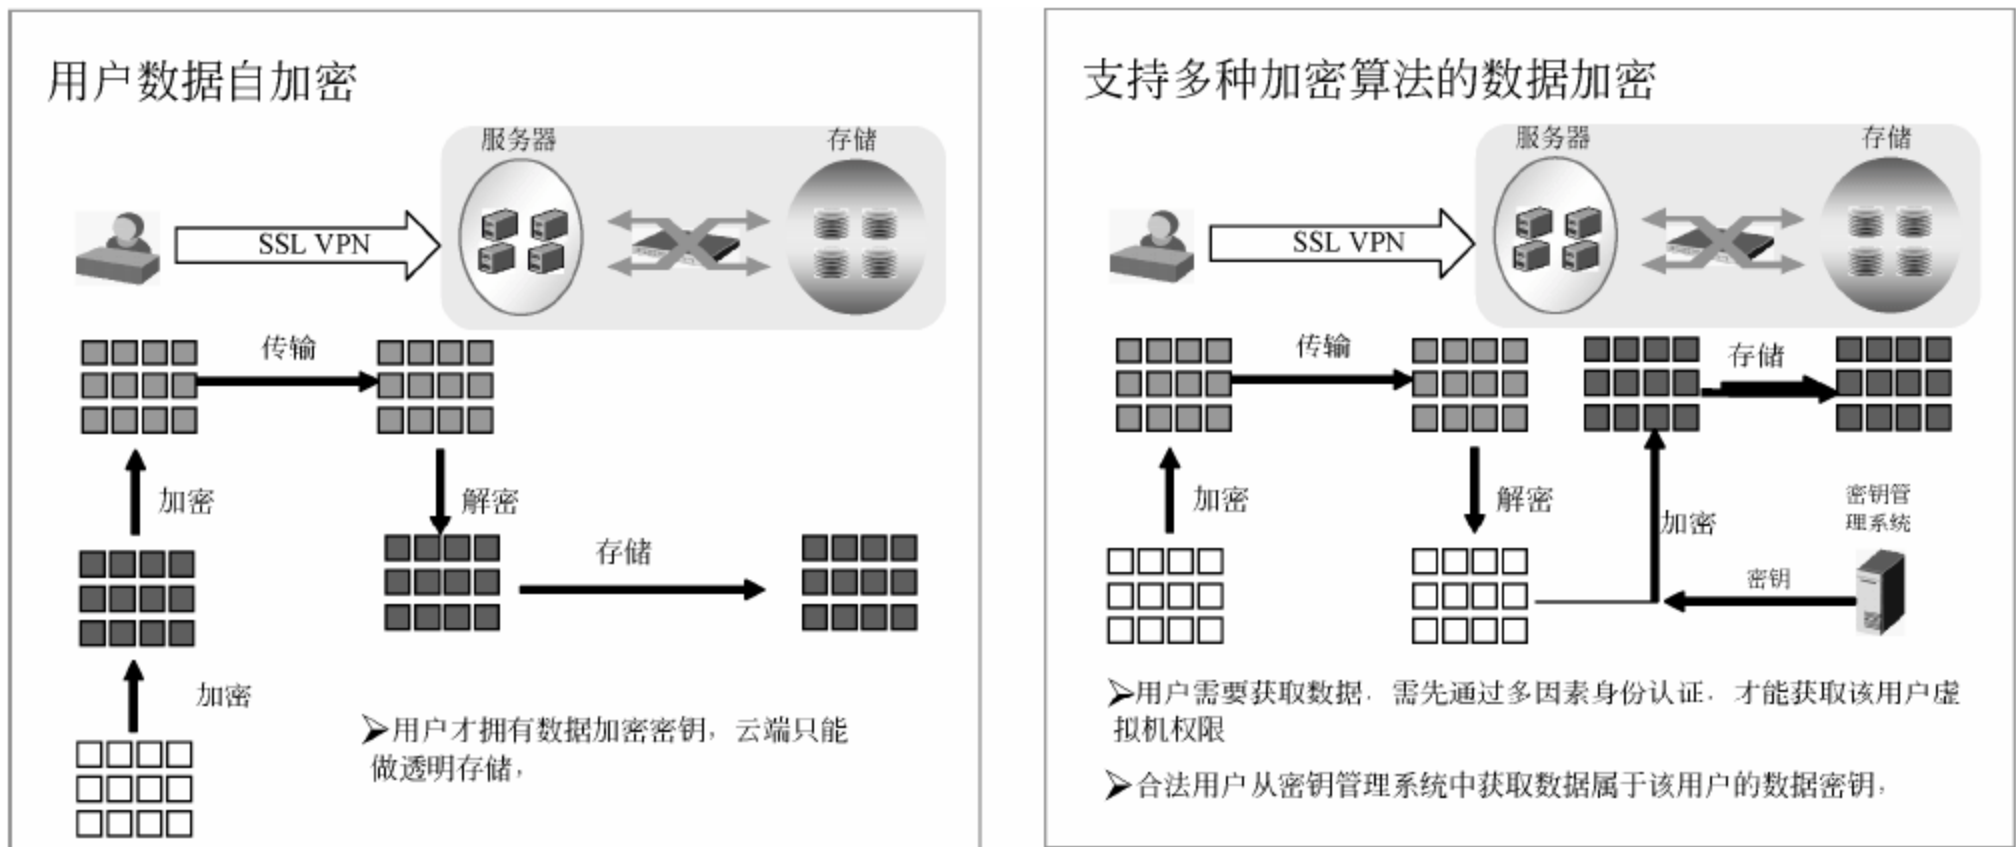 用户数据自加密
服务器
存储
SSL VPN
传输
加密
解密
存储
加密
➢用户才拥有数据加密密钥，云端只能
做透明存储，
支持多种加密算法的数据加密
服务器
存储
SSL VPN
传输
存储
加密
解密
加密
密钥管
理系统
密钥
➢用户需要获取数据．需先通过多因素身份认证．才能获取该用户虚
拟机权限
➢合法用户从密钥管理系统中获取数据属于该用户的数据密钥，